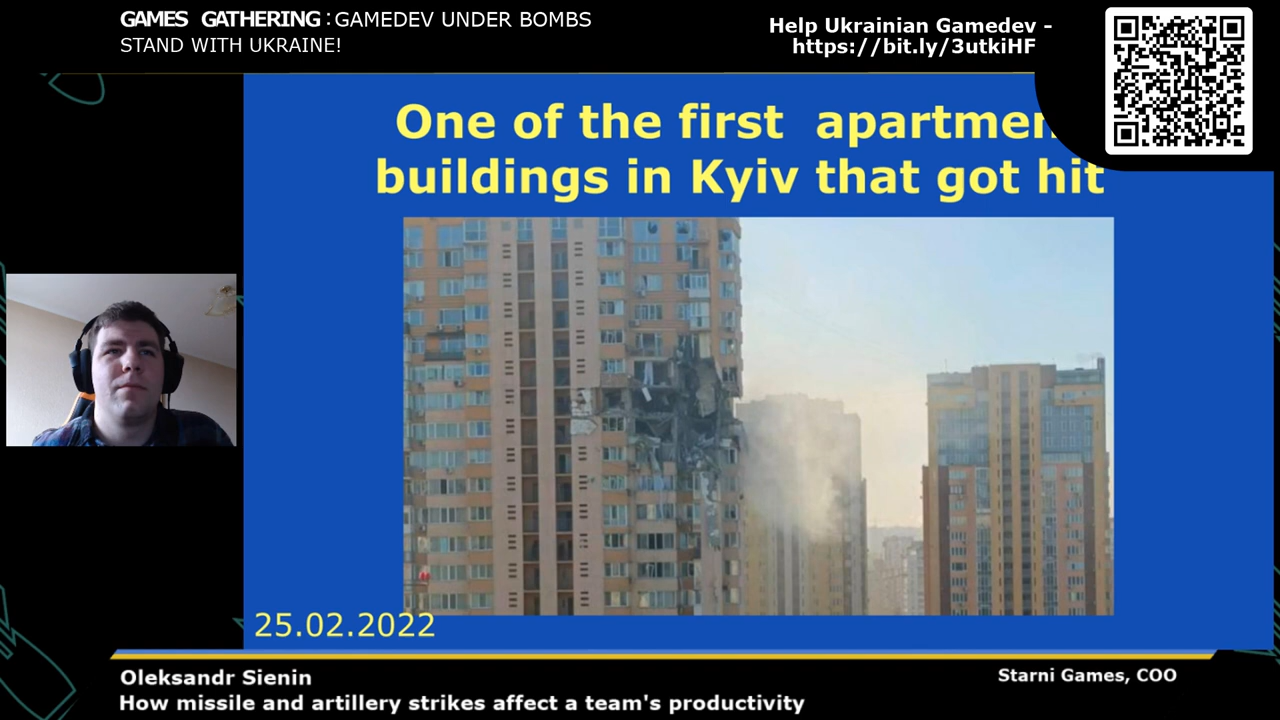 GAMES GATHERING : GAMEDEV UNDER BOMBS
STAND WITH UKRAINE!
Help Ukrainian Gamedev –
https://bit.ly/3utkiHF
One of the first apartmen
buildings in Kyiv that got hit
25.02.2022
Oleksandr Sienin
Starni Games, COO
How missile and artillery strikes affect a team's productivity